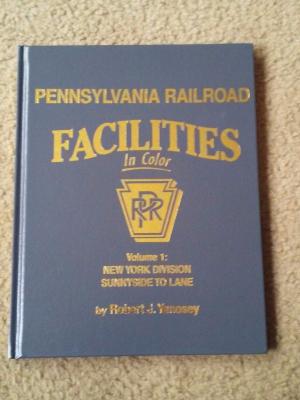 PENNSYLVANIA RAILROAD
FACILITIES
In Color
PRR
Volume 1:
NEW YORK DIVISION
SUNNYSIDE TO LANE
by Robert J. Yanosey